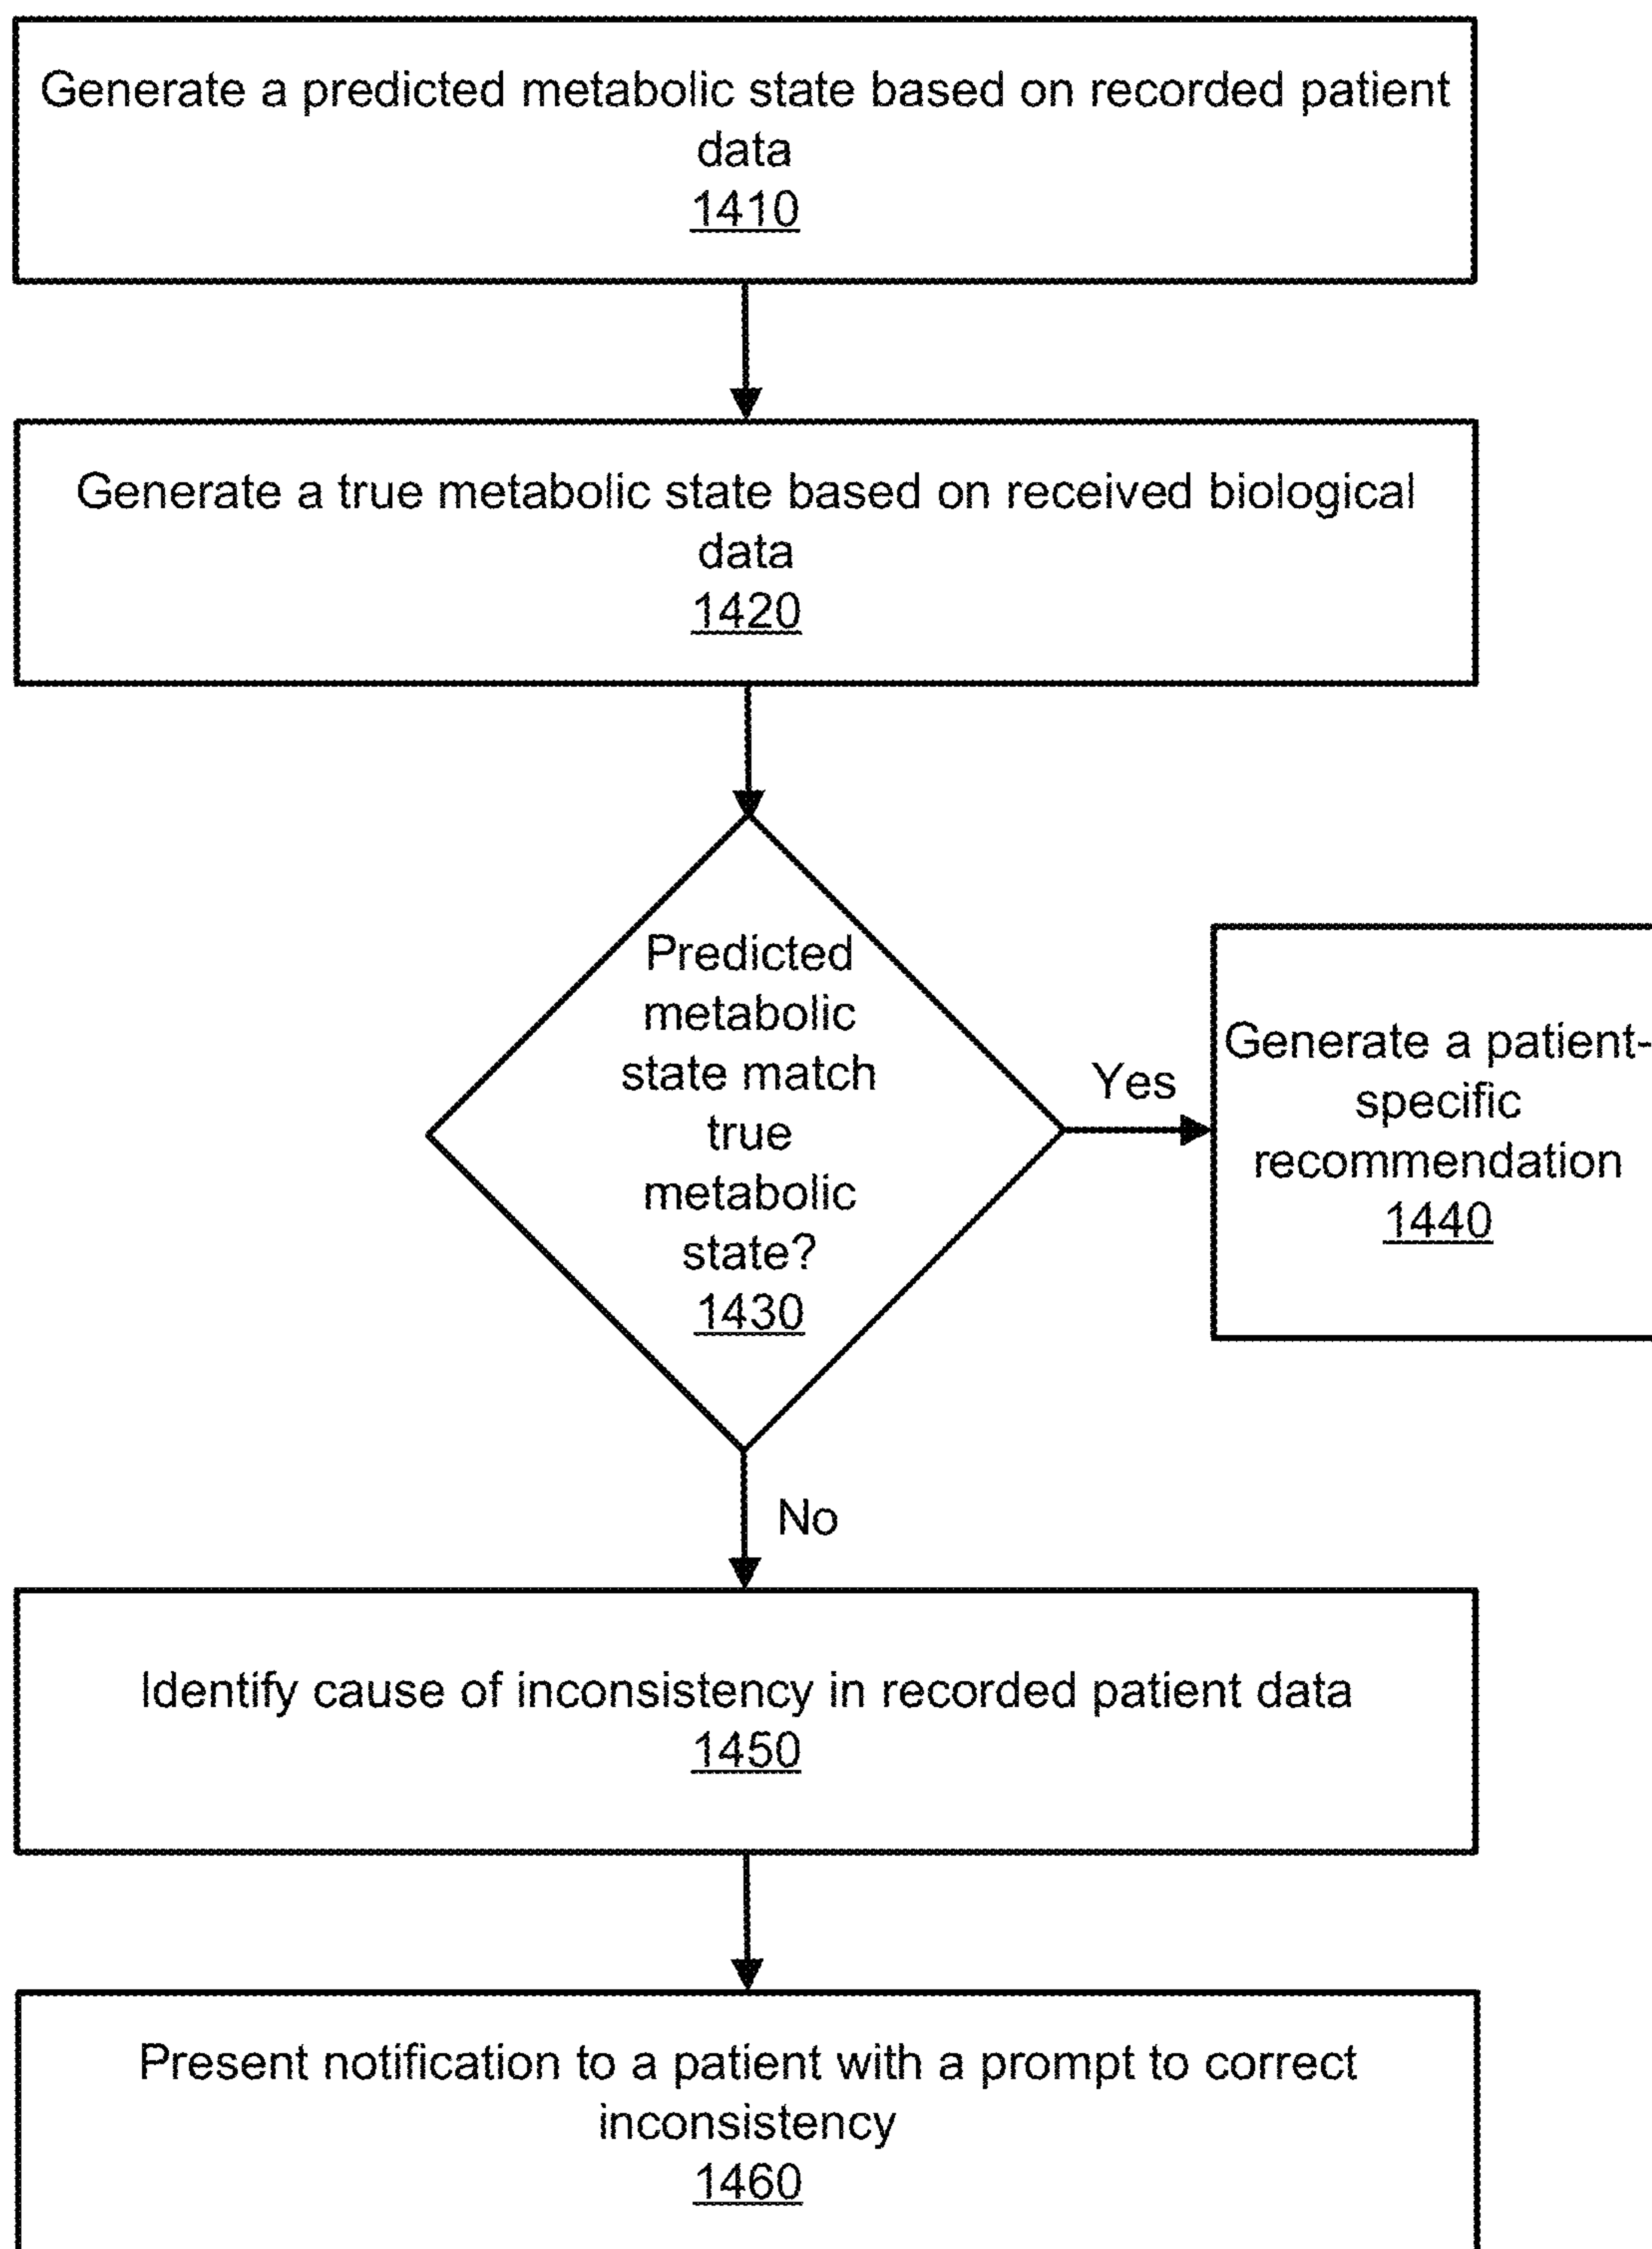 Generate a predicted metabolic state based on recorded patient
data
1410
Generate a true metabolic state based on received biological
data
1420
Predicted
metabolic
state match
true
metabolic
state?
1430
Yes
Generate a patient-
specific
recommendation
1440
No
Identify cause of inconsistency in recorded patient data
1450
Present notification to a patient with a prompt to correct
inconsistency
1460